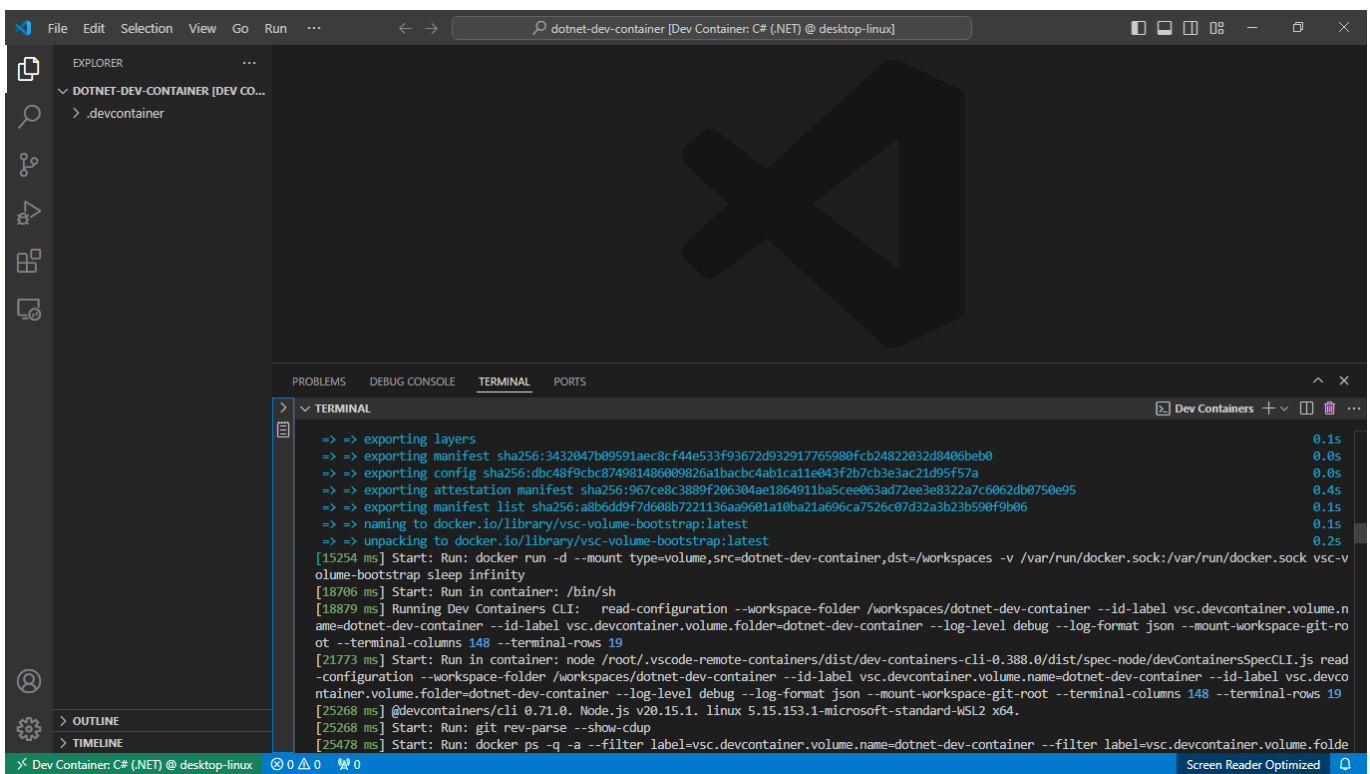 File Edit Selection View Go Run ···
dotnet-dev-container [Dev Container: C# (.NET) @ desktop-linux]
EXPLORER
DOTNET-DEV-CONTAINER [DEV CO...
.devcontainer
PROBLEMS DEBUG CONSOLE TERMINAL PORTS
TERMINAL
Dev Containers
=> => exporting layers 0.1s
=> => exporting manifest sha256:3432047b09591aec8cf44e533f93672d932917765980fcb24822032d8406beb0 0.0s
=> => exporting config sha256:dbc48f9cbc874981486009826a1bacbc4ab1ca11e043f2b7cb3e3ac21d95f57a 0.0s
=> => exporting attestation manifest sha256:967ce8c3889f206304ae1864911ba5cee063ad72ee3e8322a7c6062db0750e95 0.4s
=> => exporting manifest list sha256:a8b6dd9f7d608b7221136aa9601a10ba21a696ca7526c07d32a3b23b590f9b06 0.1s
=> => naming to docker.io/library/vsc-volume-bootstrap:latest 0.1s
=> => unpacking to docker.io/library/vsc-volume-bootstrap:latest 0.2s
[15254 ms] Start: Run: docker run -d --mount type=volume,src=dotnet-dev-container,dst=/workspaces -v /var/run/docker.sock:/var/run/docker.sock vsc-v
olume-bootstrap sleep infinity
[18706 ms] Start: Run in container: /bin/sh
[18879 ms] Running Dev Containers CLI: read-configuration --workspace-folder /workspaces/dotnet-dev-container --id-label vsc.devcontainer.volume.n
ame=dotnet-dev-container --id-label vsc.devcontainer.volume.folder=dotnet-dev-container --log-level debug --log-format json --mount-workspace-git-ro
ot --terminal-columns 148 --terminal-rows 19
[21773 ms] Start: Run in container: node /root/.vscode-remote-containers/dist/dev-containers-cli-0.388.0/dist/spec-node/devContainersSpecCLI.js read
-configuration --workspace-folder /workspaces/dotnet-dev-container --id-label vsc.devcontainer.volume.name=dotnet-dev-container --id-label vsc.devco
ntainer.volume.folder=dotnet-dev-container --log-level debug --log-format json --mount-workspace-git-root --terminal-columns 148 --terminal-rows 19
[25268 ms] @devcontainers/cli 0.71.0. Node.js v20.15.1. linux 5.15.153.1-microsoft-standard-WSL2 x64.
[25268 ms] Start: Run: git rev-parse --show-cdup
[25478 ms] Start: Run: docker ps -q -a --filter label=vsc.devcontainer.volume.name=dotnet-dev-container --filter label=vsc.devcontainer.volume.folde
OUTLINE
TIMELINE
Dev Container: C# (.NET) @ desktop-linux 0 0 0 Screen Reader Optimized